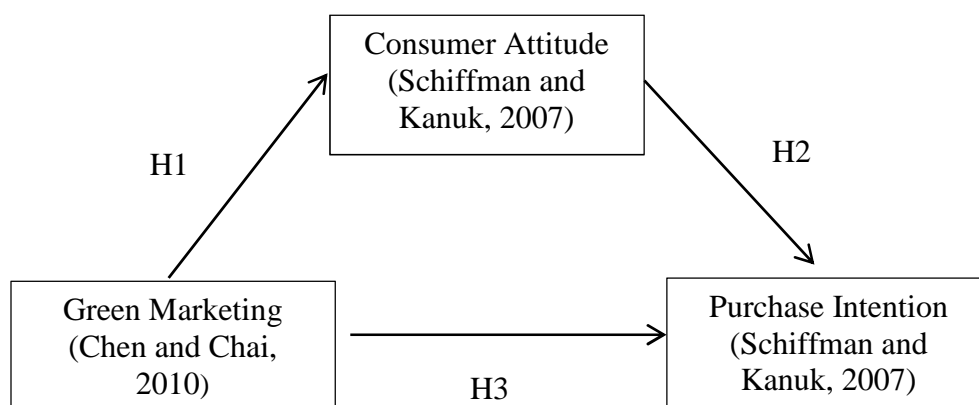 Consumer Attitude
(Schiffman and
Kanuk, 2007)
H1
H2
Green Marketing
(Chen and Chai,
2010)
H3
Purchase Intention
(Schiffman and
Kanuk, 2007)